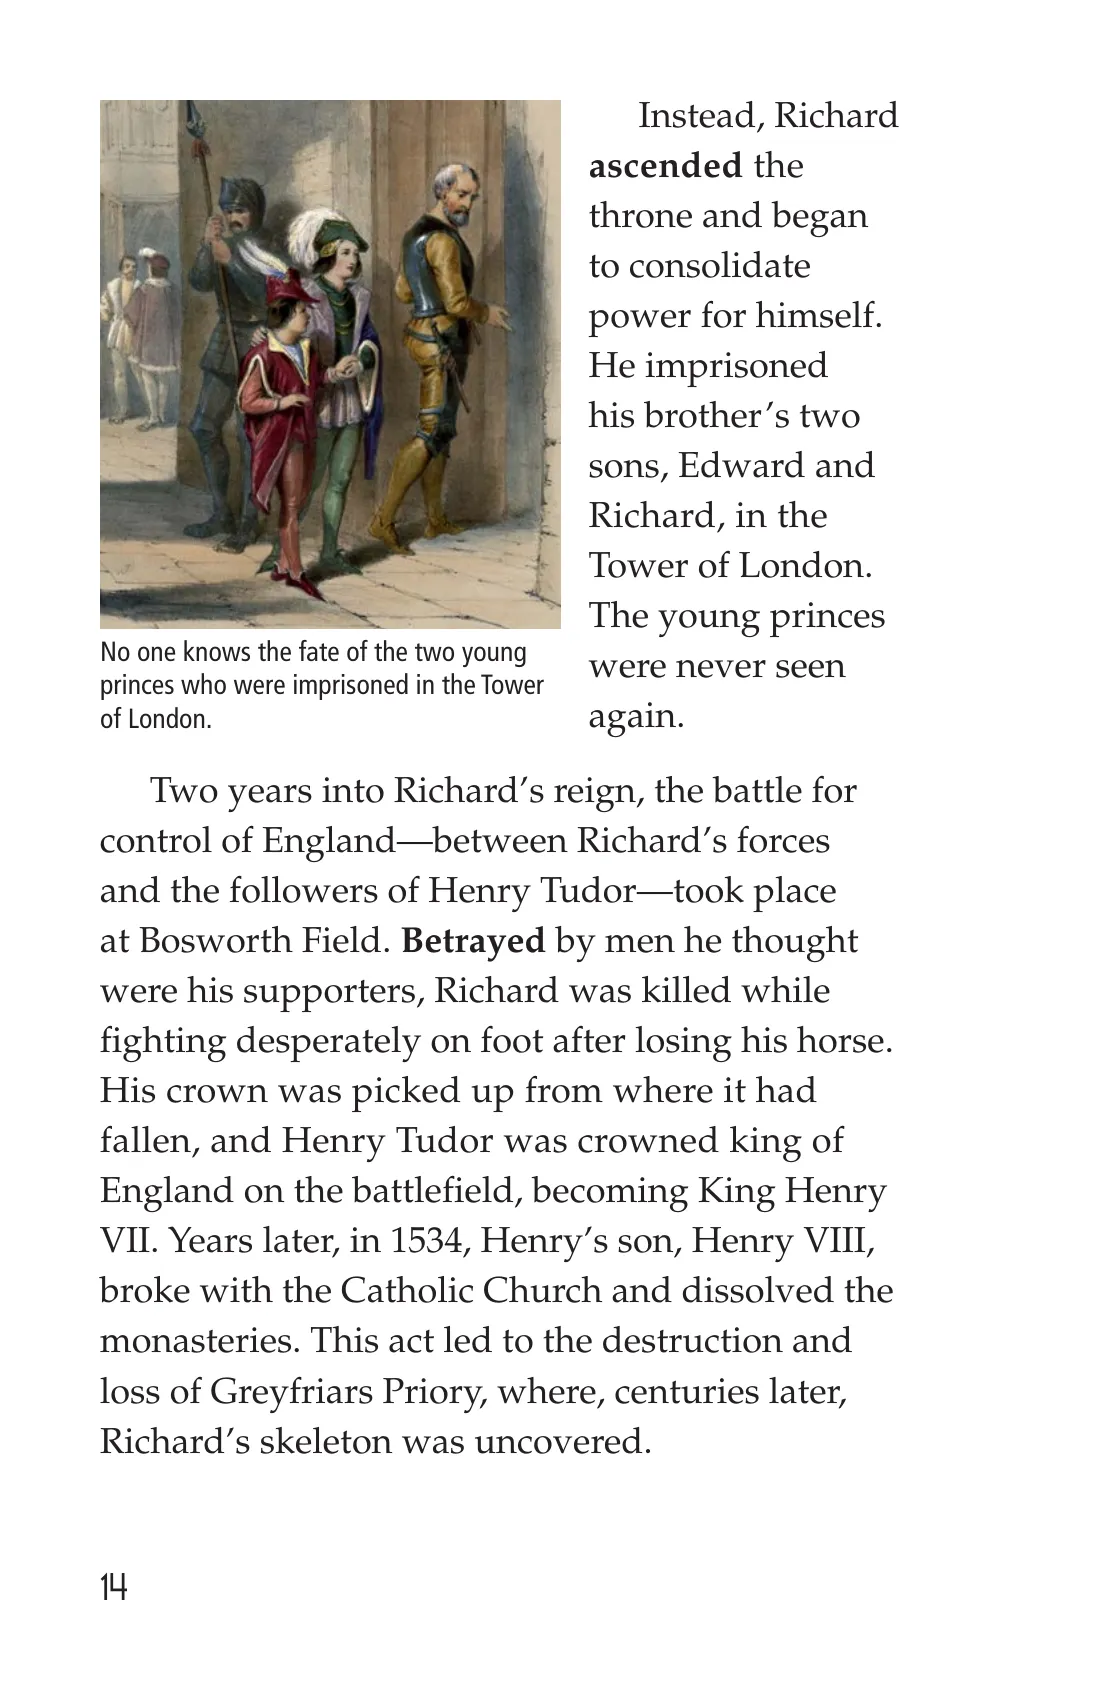 Instead, Richard
ascended the
throne and began
to consolidate
power for himself.
He imprisoned
his brother’s two
sons, Edward and
Richard, in the
Tower of London.
The young princes
were never seen
again.
No one knows the fate of the two young
princes who were imprisoned in the Tower
of London.
Two years into Richard’s reign, the battle for
control of England—between Richard’s forces
and the followers of Henry Tudor—took place
at Bosworth Field. Betrayed by men he thought
were his supporters, Richard was killed while
fighting desperately on foot after losing his horse.
His crown was picked up from where it had
fallen, and Henry Tudor was crowned king of
England on the battlefield, becoming King Henry
VII. Years later, in 1534, Henry’s son, Henry VIII,
broke with the Catholic Church and dissolved the
monasteries. This act led to the destruction and
loss of Greyfriars Priory, where, centuries later,
Richard’s skeleton was uncovered.
14